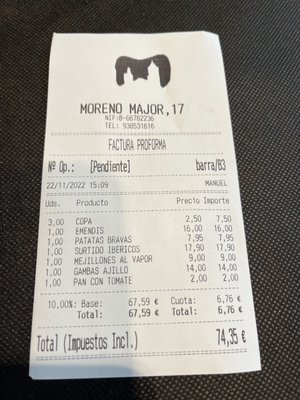 MORENO MAJOR,17
NIF:B-66782236
TEL: 938531616
FACTURA PROFORMA
Nº Op.: [Pendiente] barra/B3
22/11/2022 15:09 MANUEL
Uds. Producto Precio Importe
3,00 COPA 2,50 7,50
1,00 EMENDIS 16,00 16,00
1,00 PATATAS BRAVAS 7,95 7,95
1,00 SURTIDO IBERICOS 17,90 17,90
1,00 MEJILLONES AL VAPOR 9,00 9,00
1,00 GAMBAS AJILLO 14,00 14,00
1,00 PAN CON TOMATE 2,00 2,00
10,00%: Base: 67,59 € Cuota: 6,76 €
Total: 67,59 € Total: 6,76 €
Total (Impuestos Incl.) 74,35 €